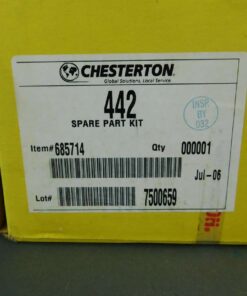 CHESTERTON
Global Solutions, Local Service.
442
SPARE PART KIT
INSP
BY
032
Item# 685714 Qty 000001
Jul-06
Lot# 7500659